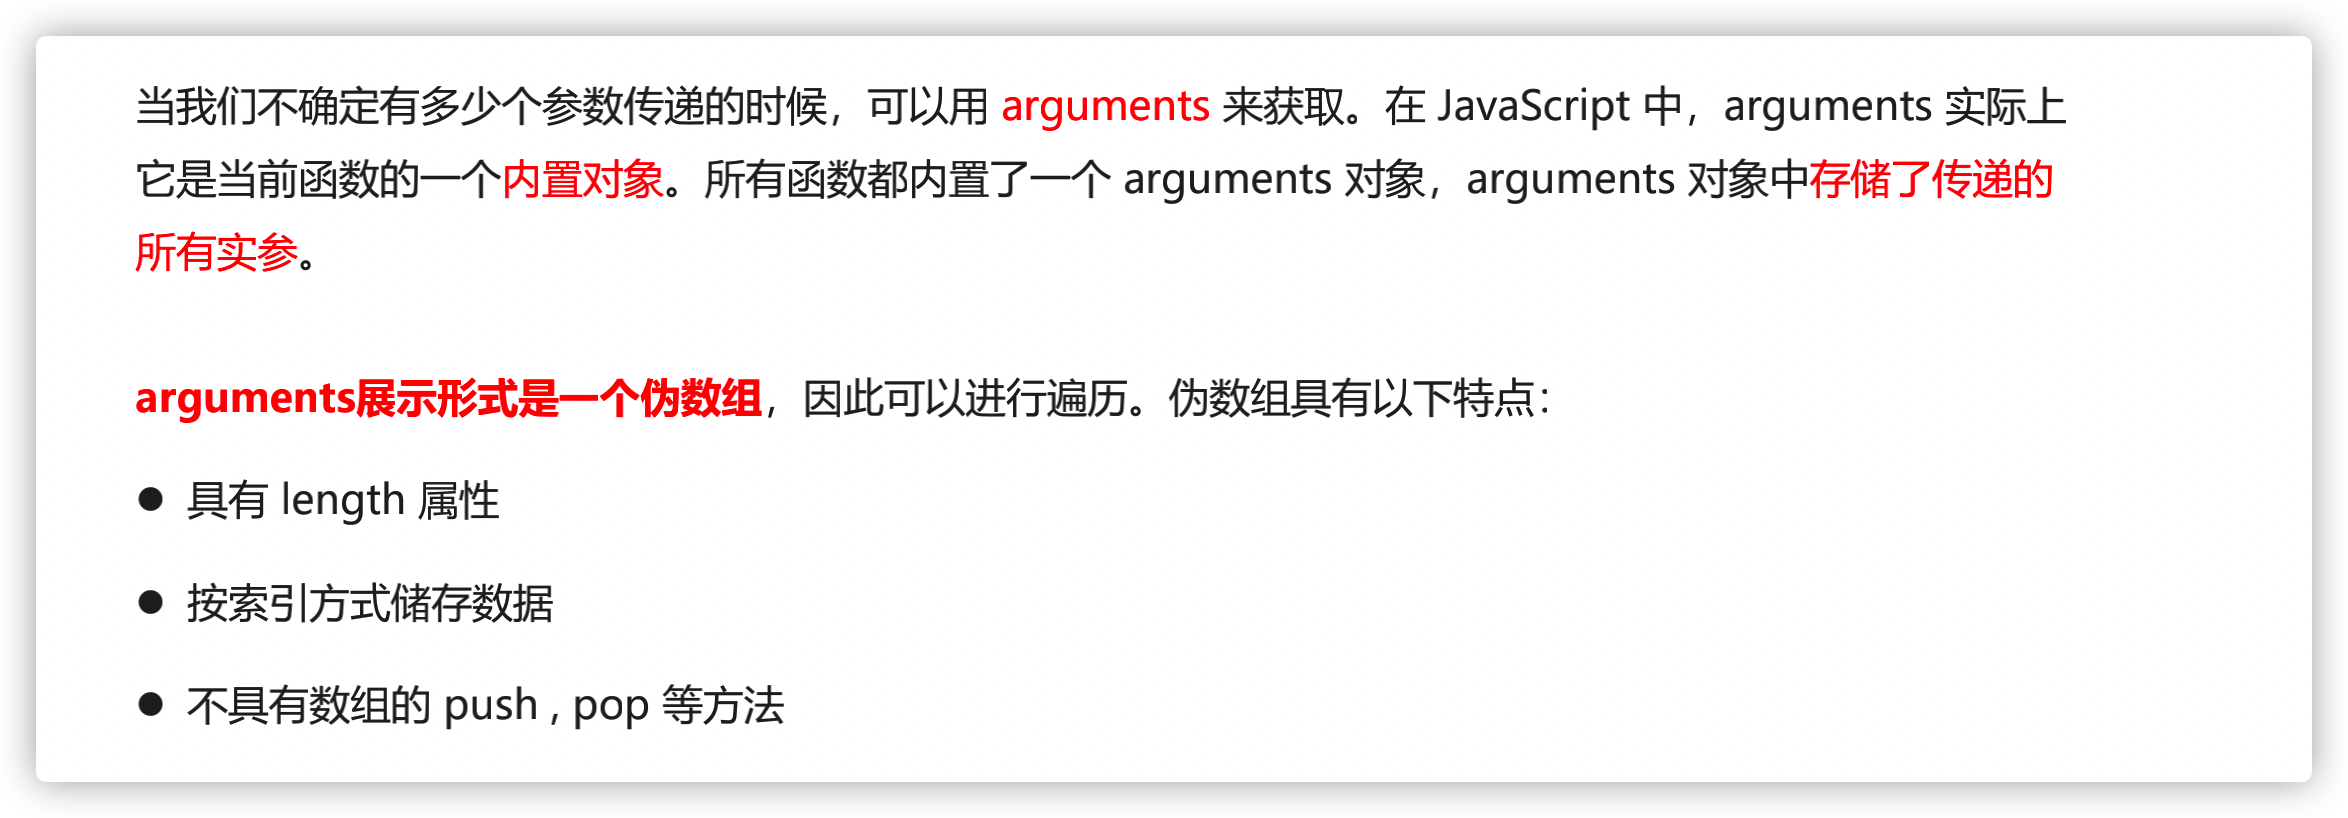 当我们不确定有多少个参数传递的时候，可以用 arguments 来获取。在 JavaScript 中，arguments 实际上
它是当前函数的一个内置对象。所有函数都内置了一个 arguments 对象，arguments 对象中存储了传递的
所有实参。
arguments展示形式是一个伪数组，因此可以进行遍历。伪数组具有以下特点：
● 具有 length 属性
● 按索引方式储存数据
● 不具有数组的 push , pop 等方法